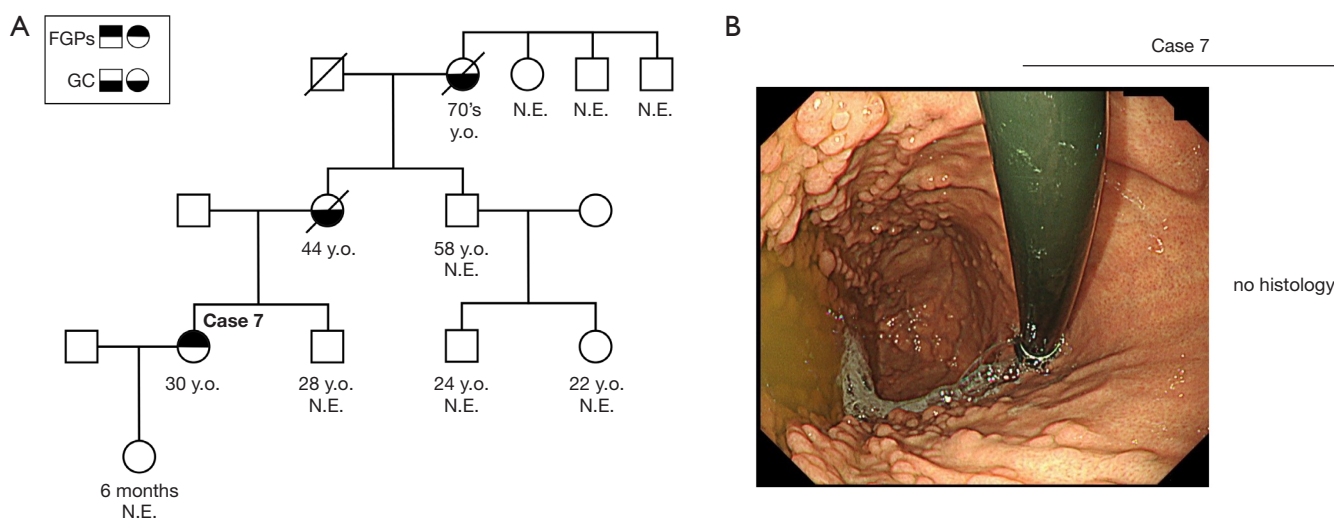 A
FGPs
GC
70's
y.o.
N.E.
N.E.
N.E.
44 y.o.
58 y.o.
N.E.
Case 7
30 y.o.
28 y.o.
N.E.
24 y.o.
N.E.
22 y.o.
N.E.
6 months
N.E.
B
Case 7
no histology